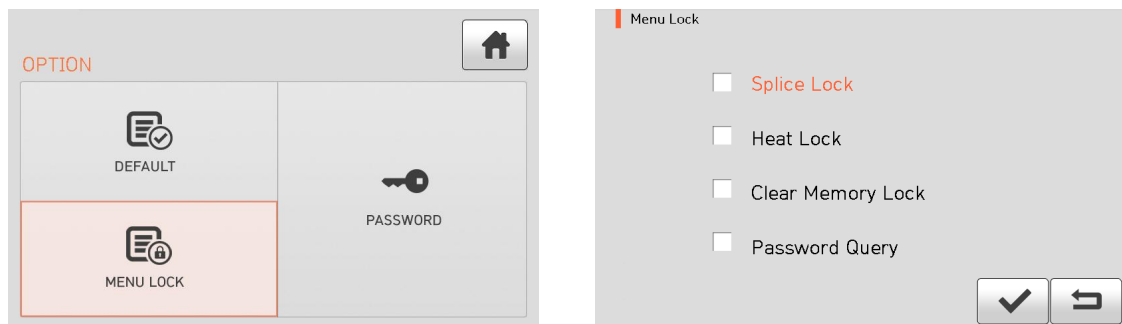 OPTION
DEFAULT
MENU LOCK
PASSWORD
Menu Lock
Splice Lock
Heat Lock
Clear Memory Lock
Password Query